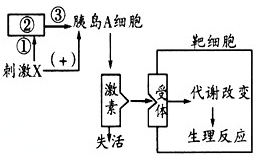 ② ③ 胰岛A细胞
①
刺激X (+)
靶细胞
激素
受体
代谢改变
生理反应
失活